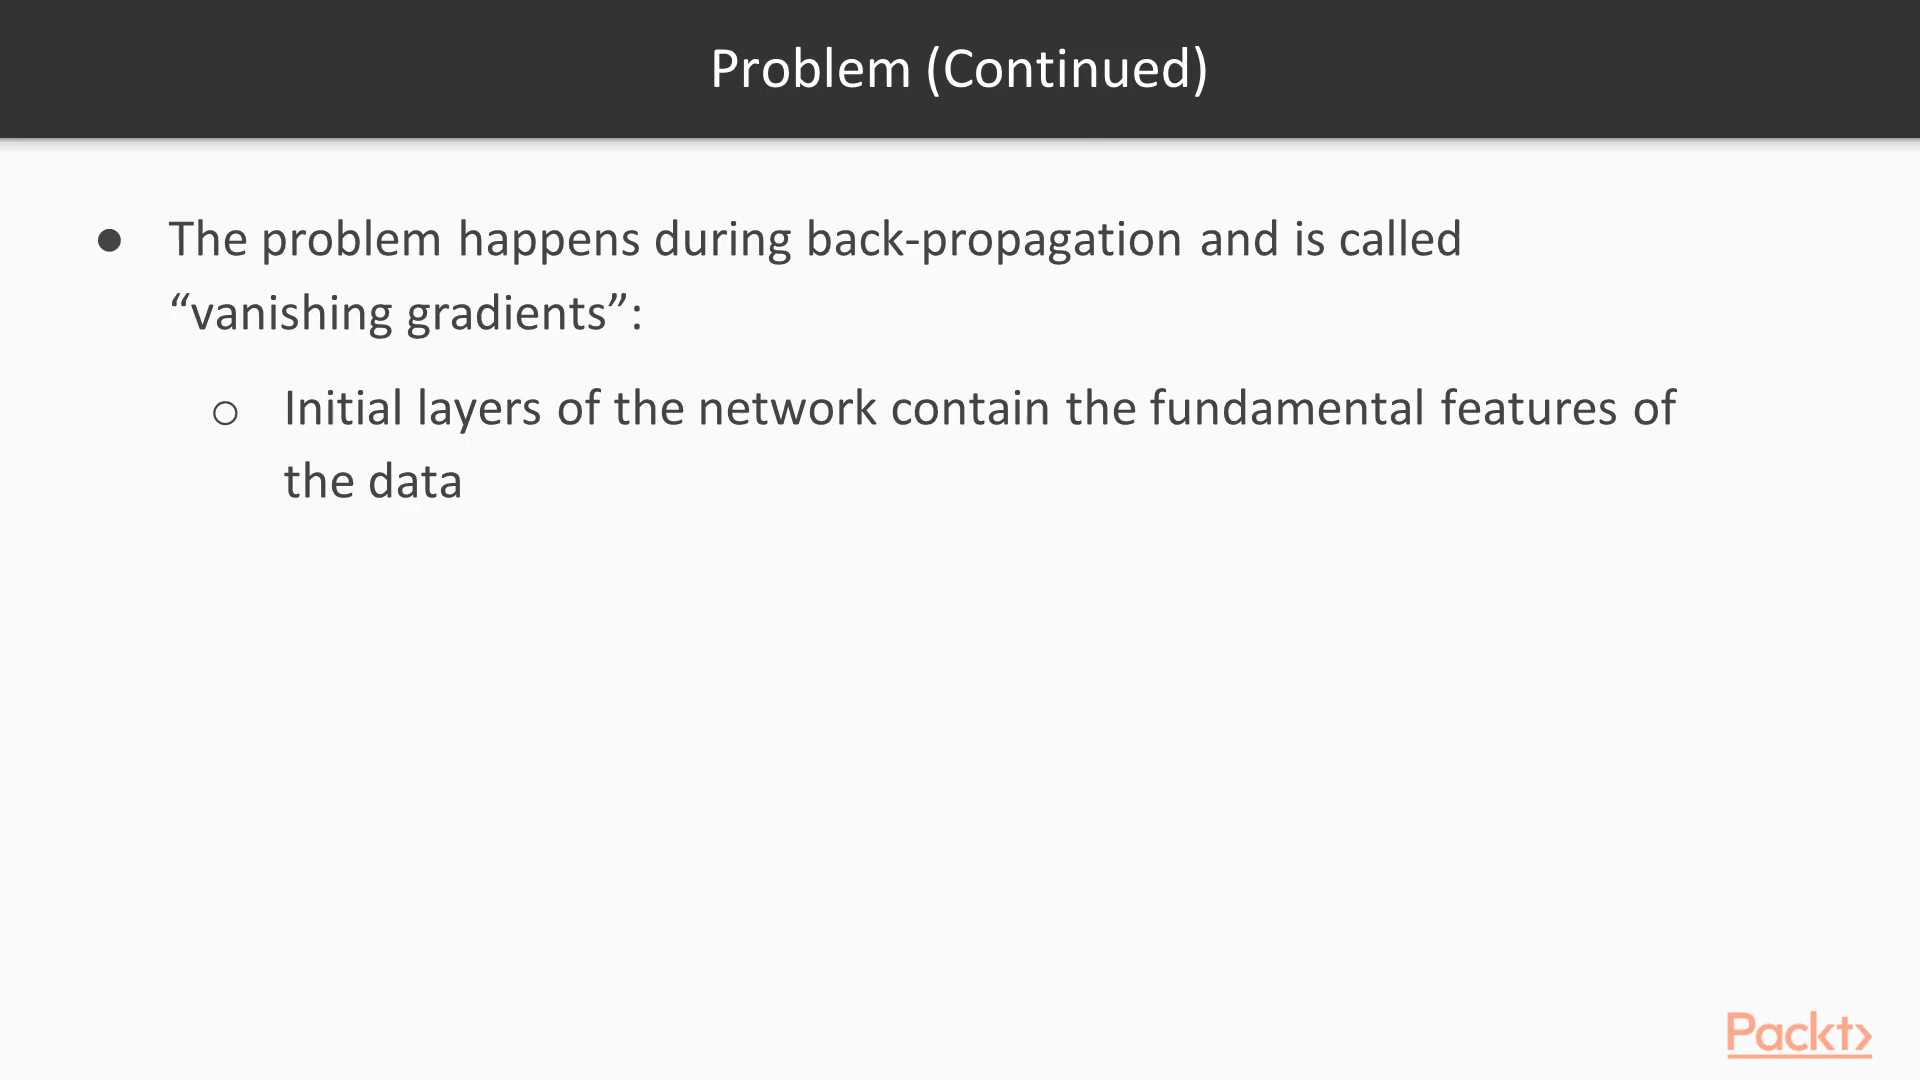 Problem (Continued)
● The problem happens during back-propagation and is called
“vanishing gradients”:
○ Initial layers of the network contain the fundamental features of
the data
Packt>